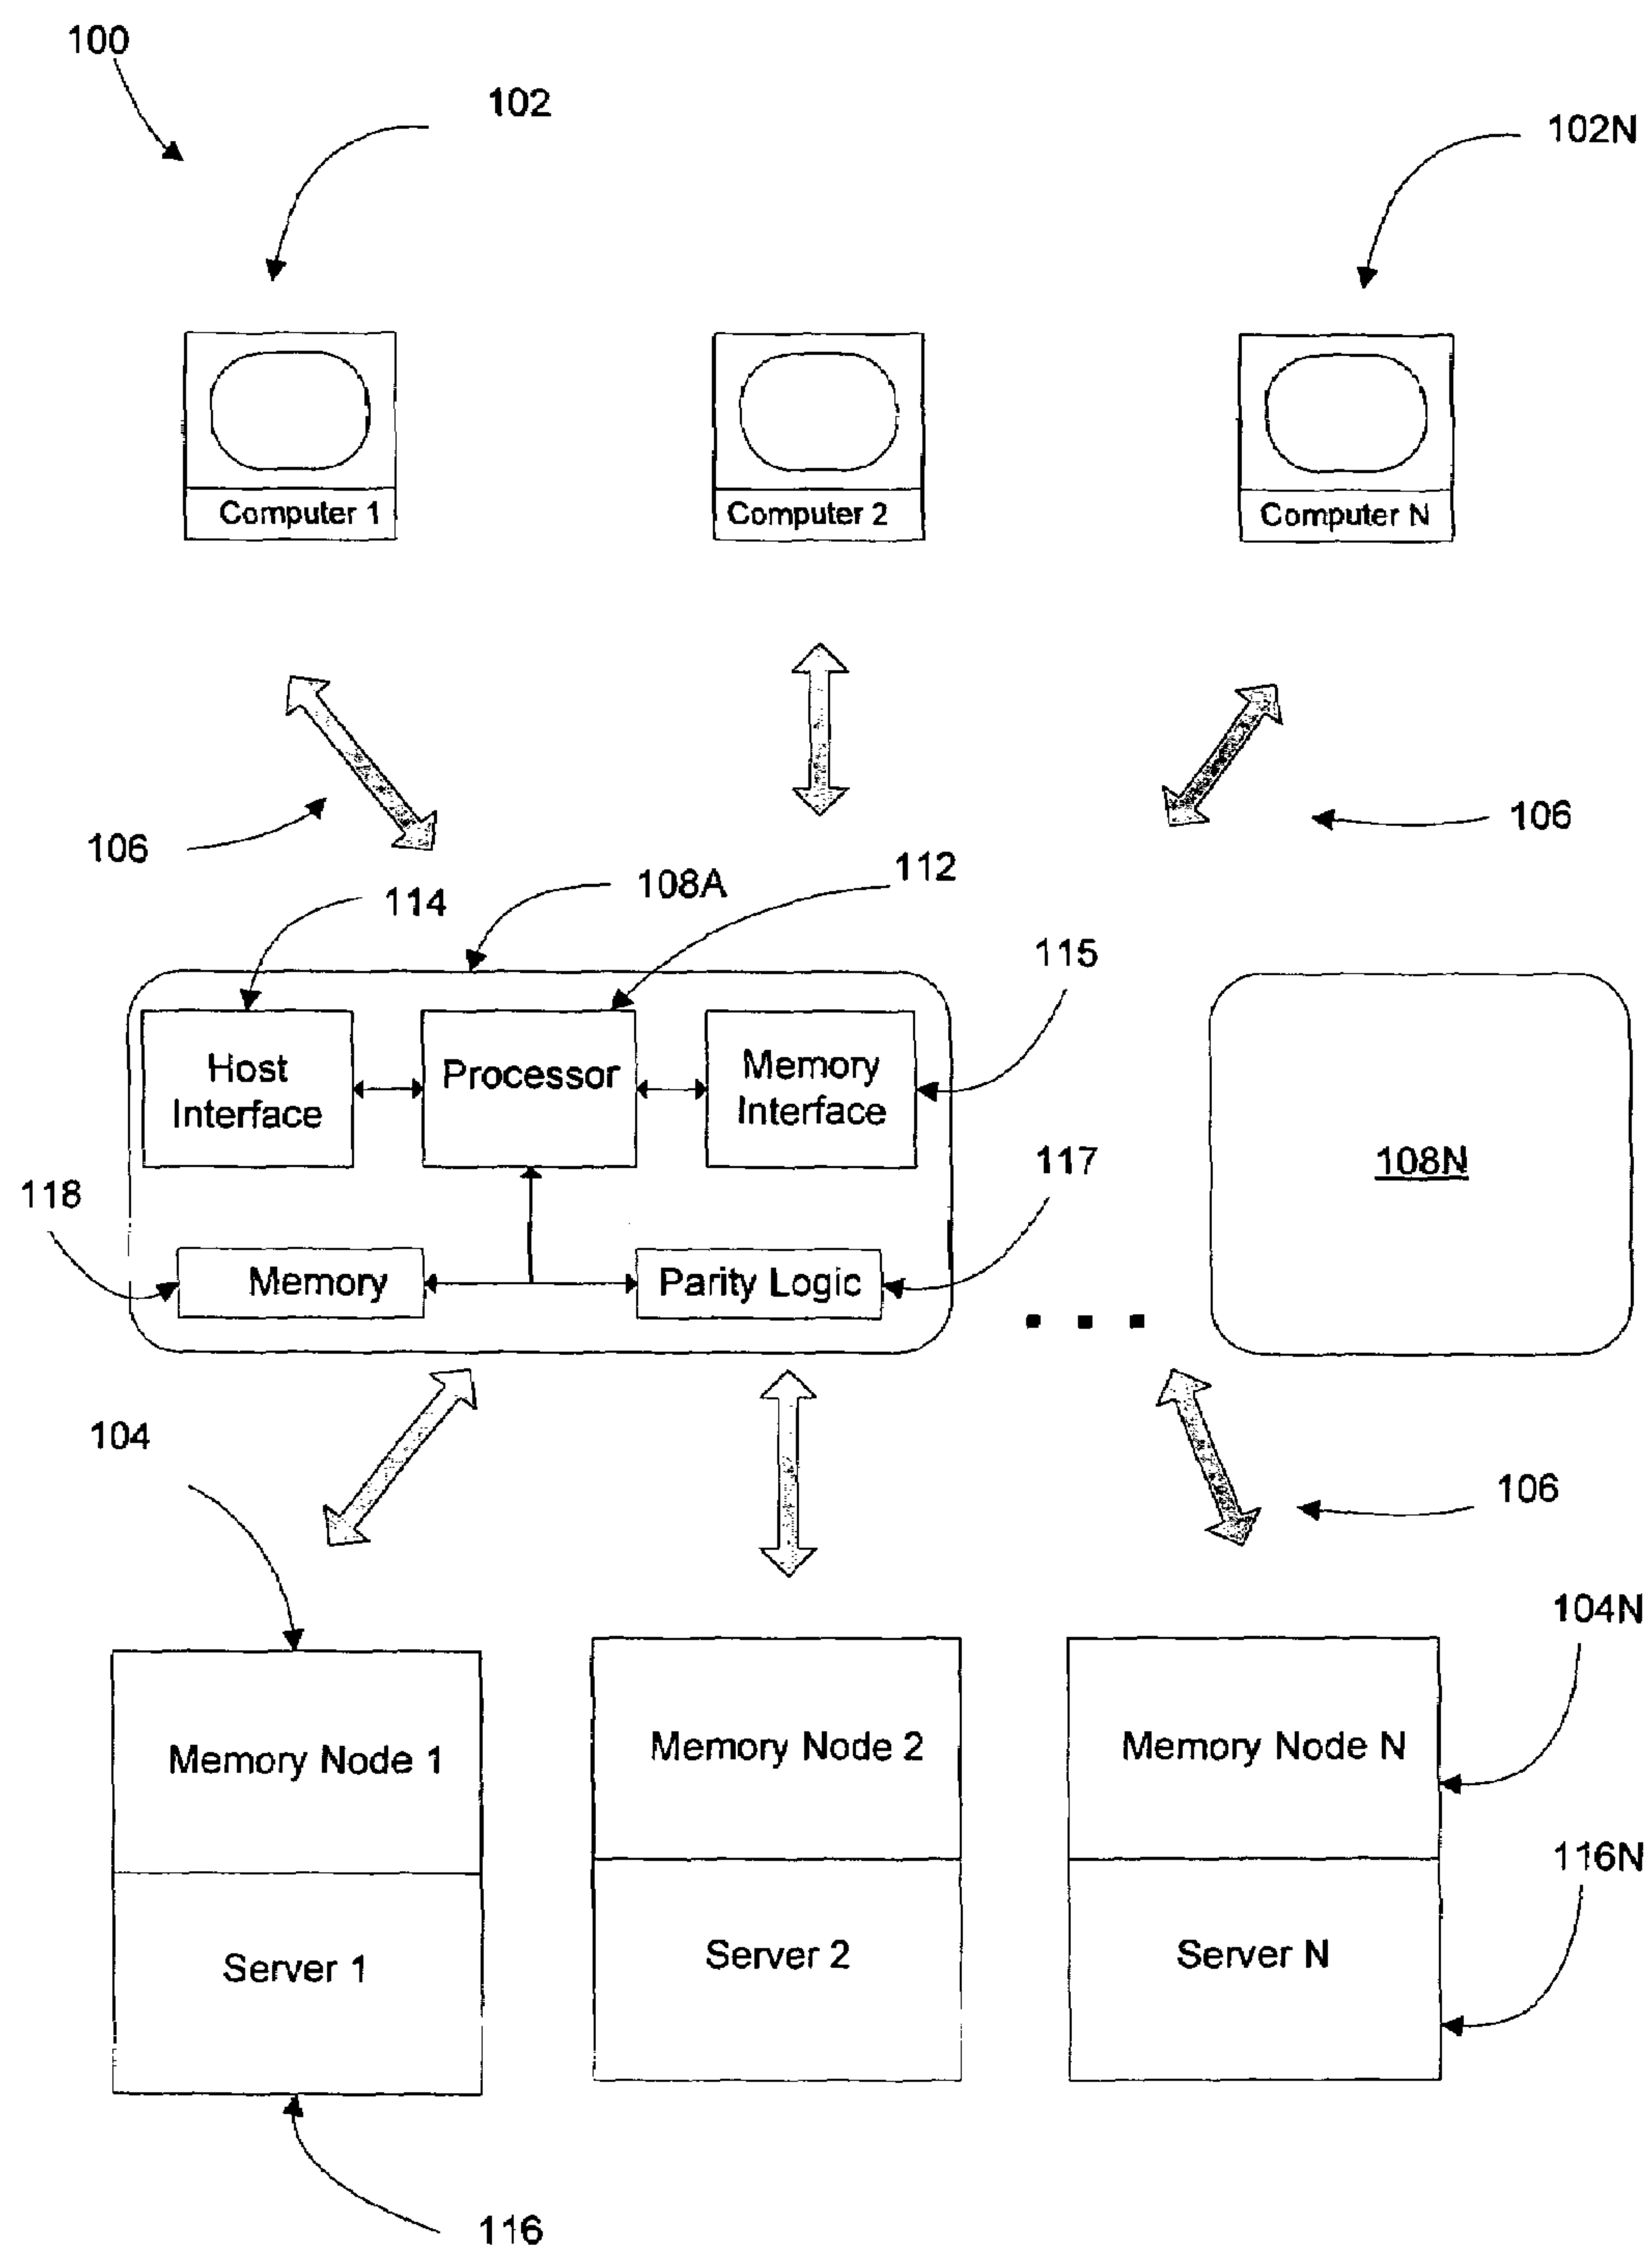 100
102
102N
Computer 1
Computer 2
Computer N
106
106
114
108A
112
115
Host
Interface
Processor
Memory
Interface
108N
118
117
Memory
Parity Logic
. . .
104
106
104N
Memory Node 1
Memory Node 2
Memory Node N
116N
Server 1
Server 2
Server N
116